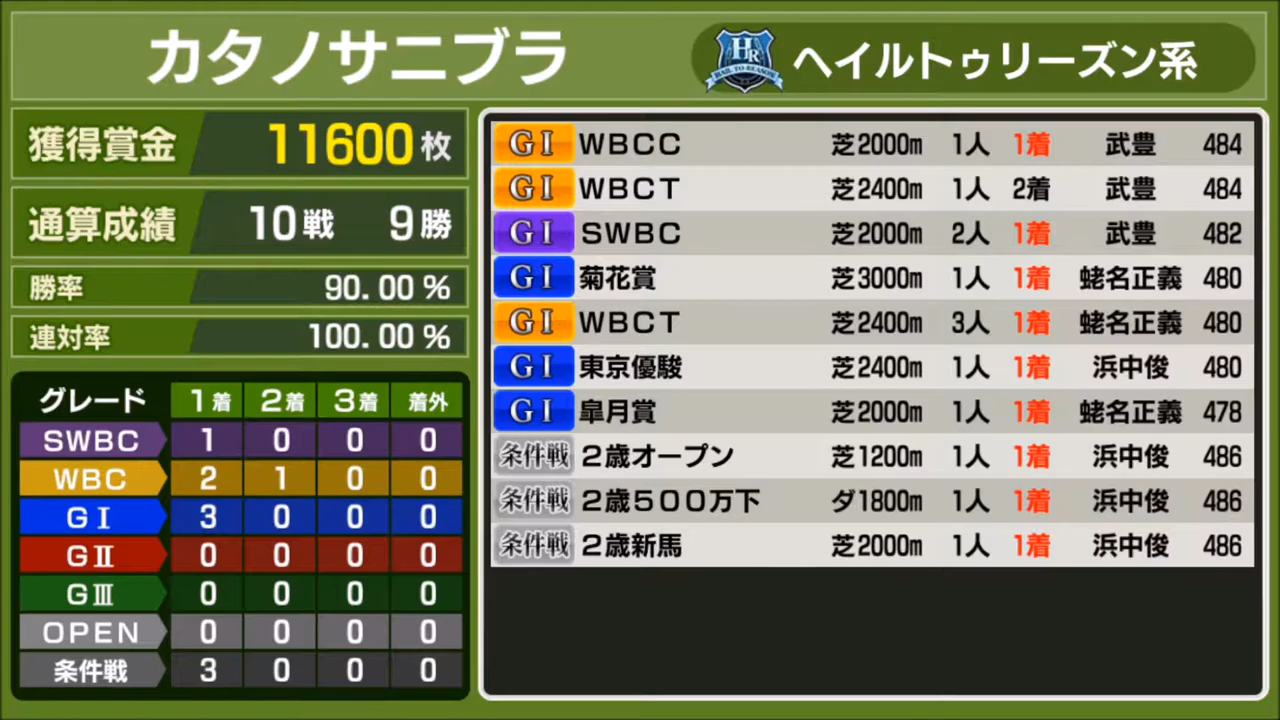 カタノサニブラ
HR
HAIL TO REASON
ヘイルトゥリーズン系
獲得賞金 11600枚
通算成績 10戦 9勝
勝率 90.00%
連対率 100.00%
グレード 1着 2着 3着 着外
SWBC 1 0 0 0
WBC 2 1 0 0
GⅠ 3 0 0 0
GⅡ 0 0 0 0
GⅢ 0 0 0 0
OPEN 0 0 0 0
条件戦 3 0 0 0
GⅠ WBCC 芝2000m 1人 1着 武豊 484
GⅠ WBCT 芝2400m 1人 2着 武豊 484
GⅠ SWBC 芝2000m 2人 1着 武豊 482
GⅠ 菊花賞 芝3000m 1人 1着 蛯名正義 480
GⅠ WBCT 芝2400m 3人 1着 蛯名正義 480
GⅠ 東京優駿 芝2400m 1人 1着 浜中俊 480
GⅠ 皐月賞 芝2000m 1人 1着 蛯名正義 478
条件戦 2歳オープン 芝1200m 1人 1着 浜中俊 486
条件戦 2歳500万下 ダ1800m 1人 1着 浜中俊 486
条件戦 2歳新馬 芝2000m 1人 1着 浜中俊 486